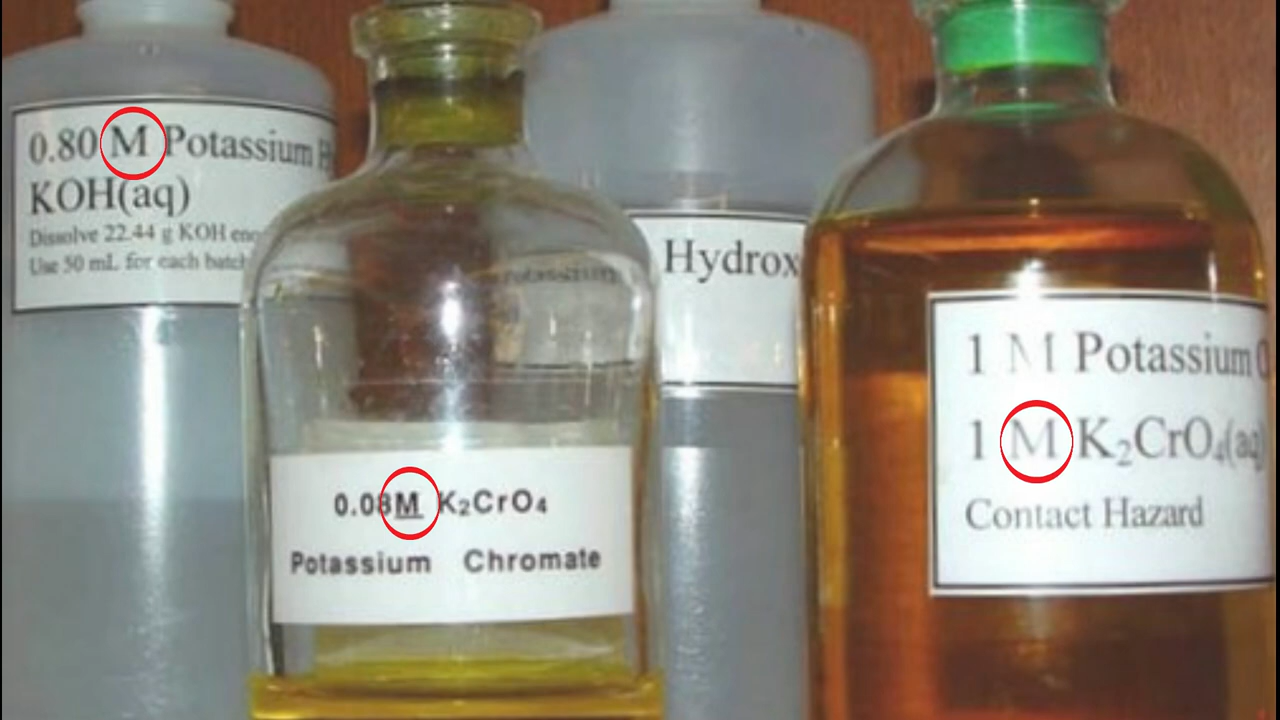 0.80 M Potassium H
KOH(aq)
Dissolve 22.44 g KOH
Use 50 mL for each batch
0.08M K₂CrO₄
Potassium Chromate
Potassium
Hydrox
1 M Potassium C
1 M K₂CrO₄(aq)
Contact Hazard